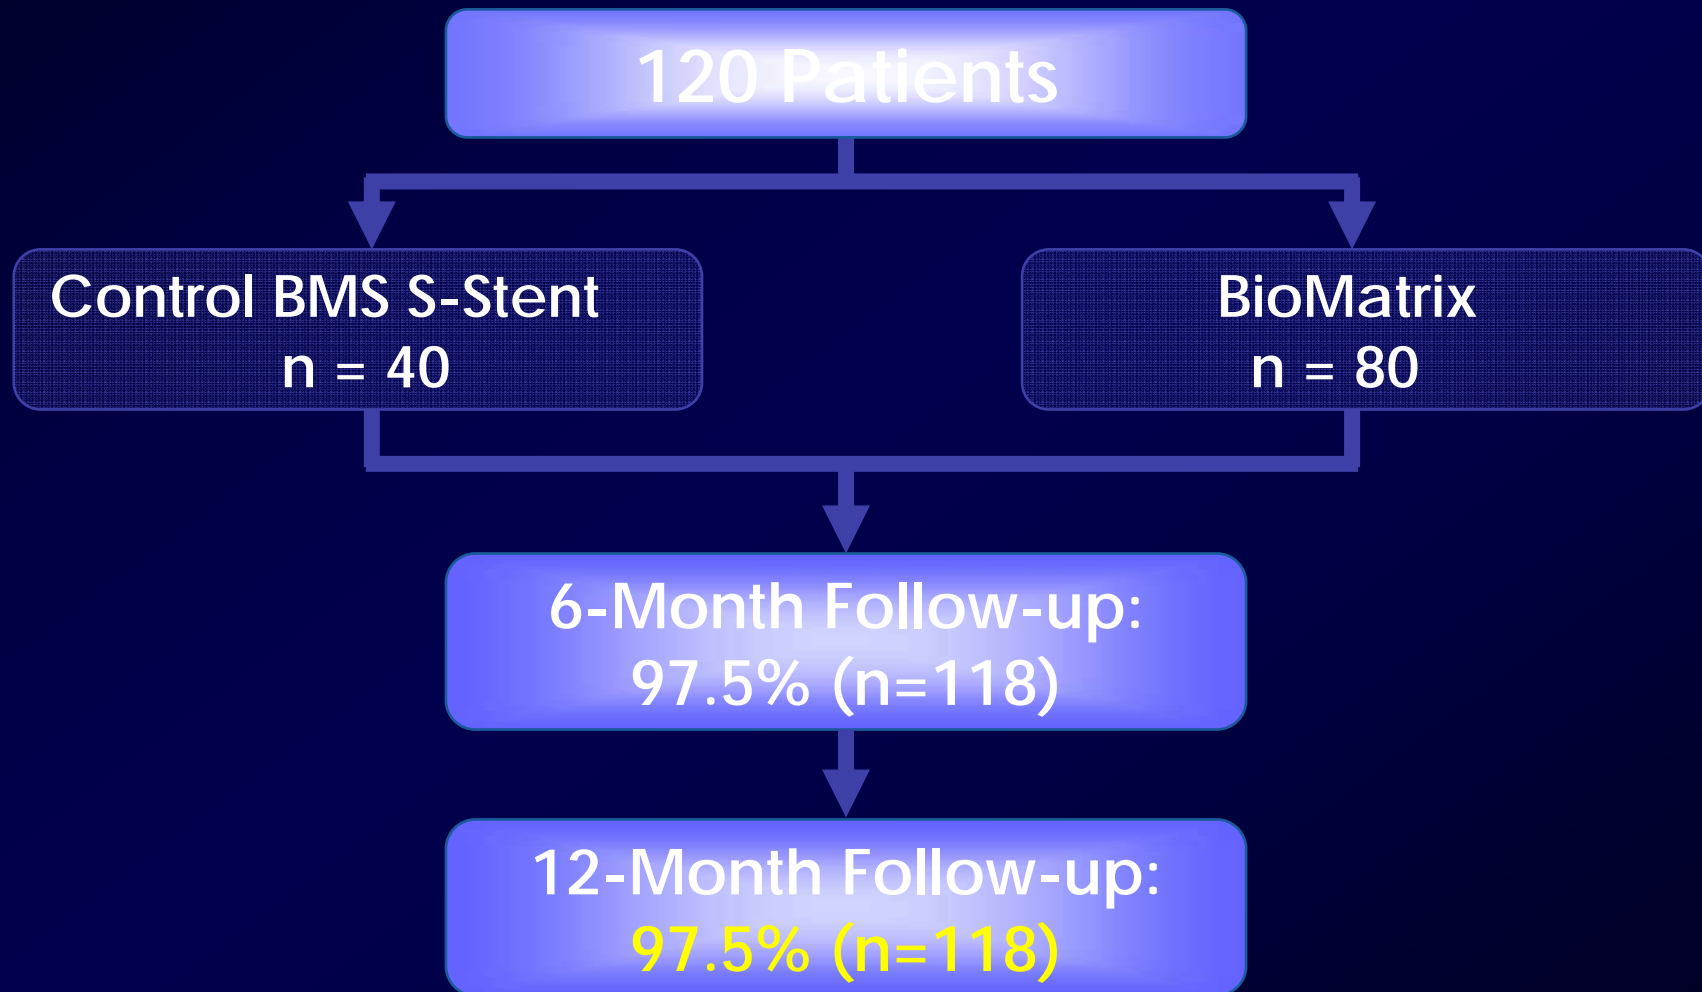 120 Patients
Control BMS S-Stent
n = 40
BioMatrix
n = 80
6-Month Follow-up:
97.5% (n=118)
12-Month Follow-up:
97.5% (n=118)